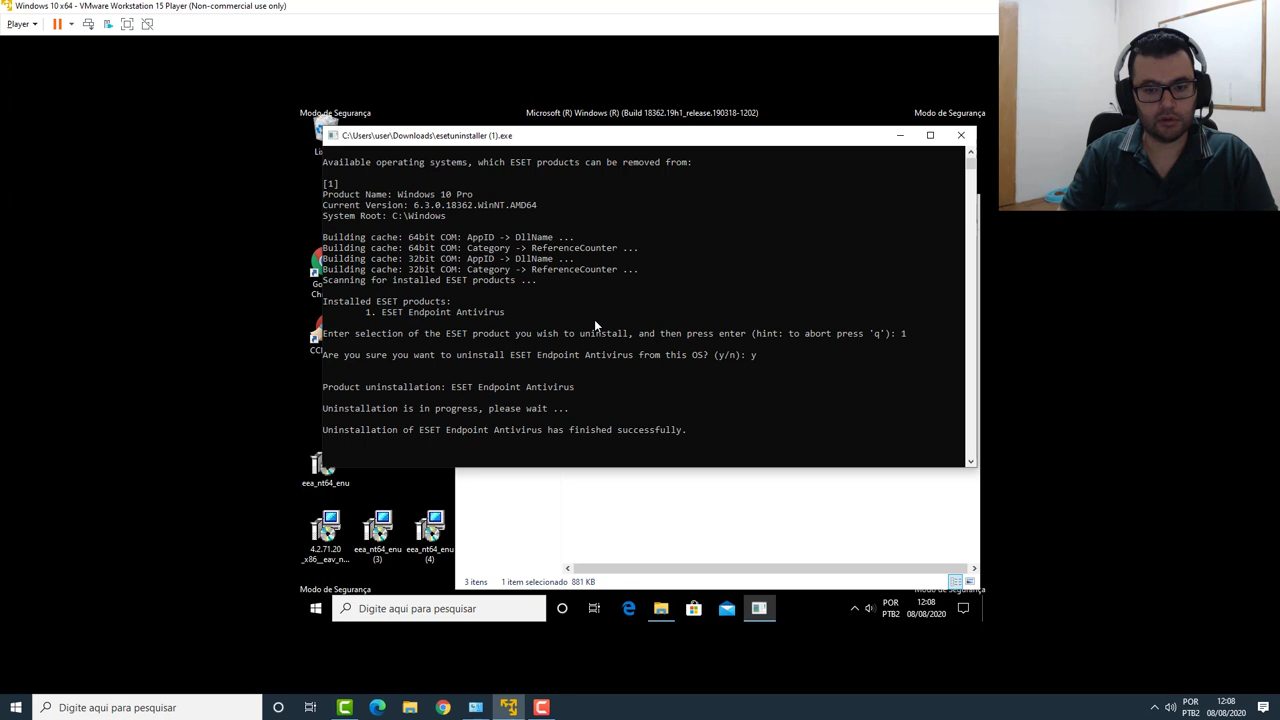 Windows 10 x64 - VMware Workstation 15 Player (Non-commercial use only)
Player
Modo de Segurança
Microsoft (R) Windows (R) (Build 18362.19h1_release.190318-1202)
Modo de Segurança
C:\Users\user\Downloads\esetuninstaller (1).exe
Available operating systems, which ESET products can be removed from:
[1]
Product Name: Windows 10 Pro
Current Version: 6.3.0.18362.WinNT.AMD64
System Root: C:\Windows
Building cache: 64bit COM: AppID -> DllName ...
Building cache: 64bit COM: Category -> ReferenceCounter ...
Building cache: 32bit COM: AppID -> DllName ...
Building cache: 32bit COM: Category -> ReferenceCounter ...
Scanning for installed ESET products ...
Installed ESET products:
1. ESET Endpoint Antivirus
Enter selection of the ESET product you wish to uninstall, and then press enter (hint: to abort press 'q'): 1
Are you sure you want to uninstall ESET Endpoint Antivirus from this OS? (y/n): y
Product uninstallation: ESET Endpoint Antivirus
Uninstallation is in progress, please wait ...
Uninstallation of ESET Endpoint Antivirus has finished successfully.
Li
Go
Ch
CC
eea_nt64_enu
4.2.71.20
_x86__eav_n...
eea_nt64_enu
(3)
eea_nt64_enu
(4)
3 itens
1 item selecionado 881 KB
Modo de Segurança
Digite aqui para pesquisar
POR
PTB2
12:08
08/08/2020
Digite aqui para pesquisar
POR
PTB2
12:08
08/08/2020